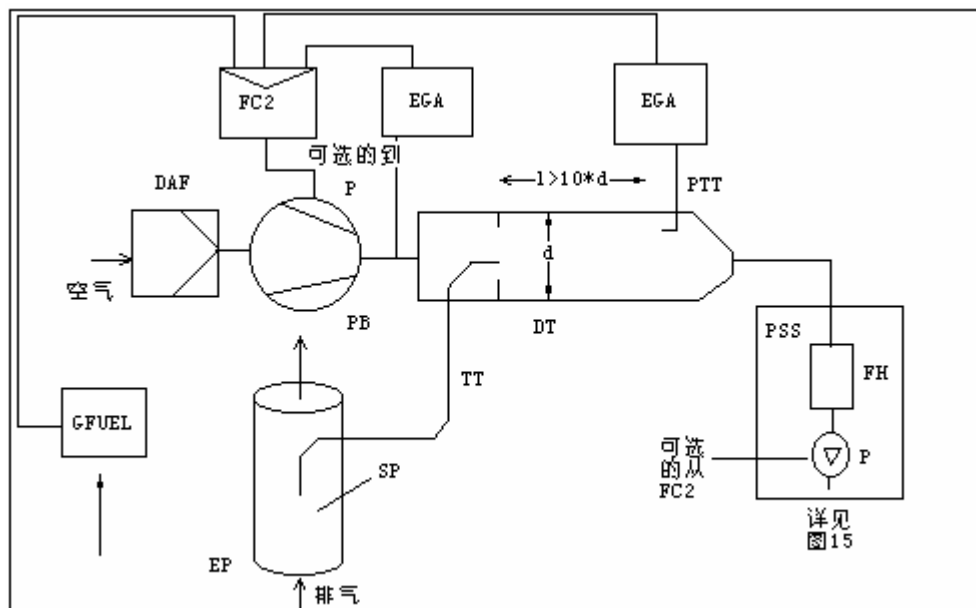 FC2
EGA
EGA
可选的到
DAF
P
l>10*d
PTT
d
空气
PB
DT
PSS
FH
TT
GFUEL
SP
可选
的从
FC2
P
详见
图15
EP
排气